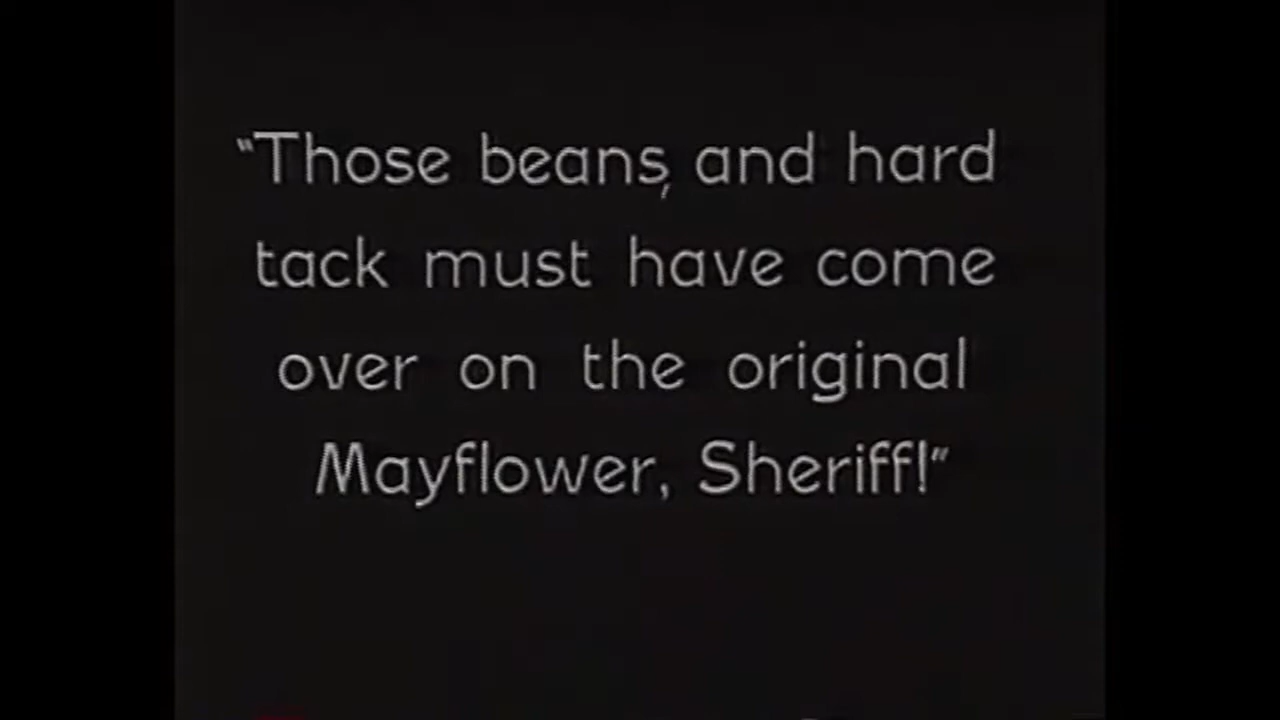 “Those beans, and hard
tack must have come
over on the original
Mayflower, Sheriff!”